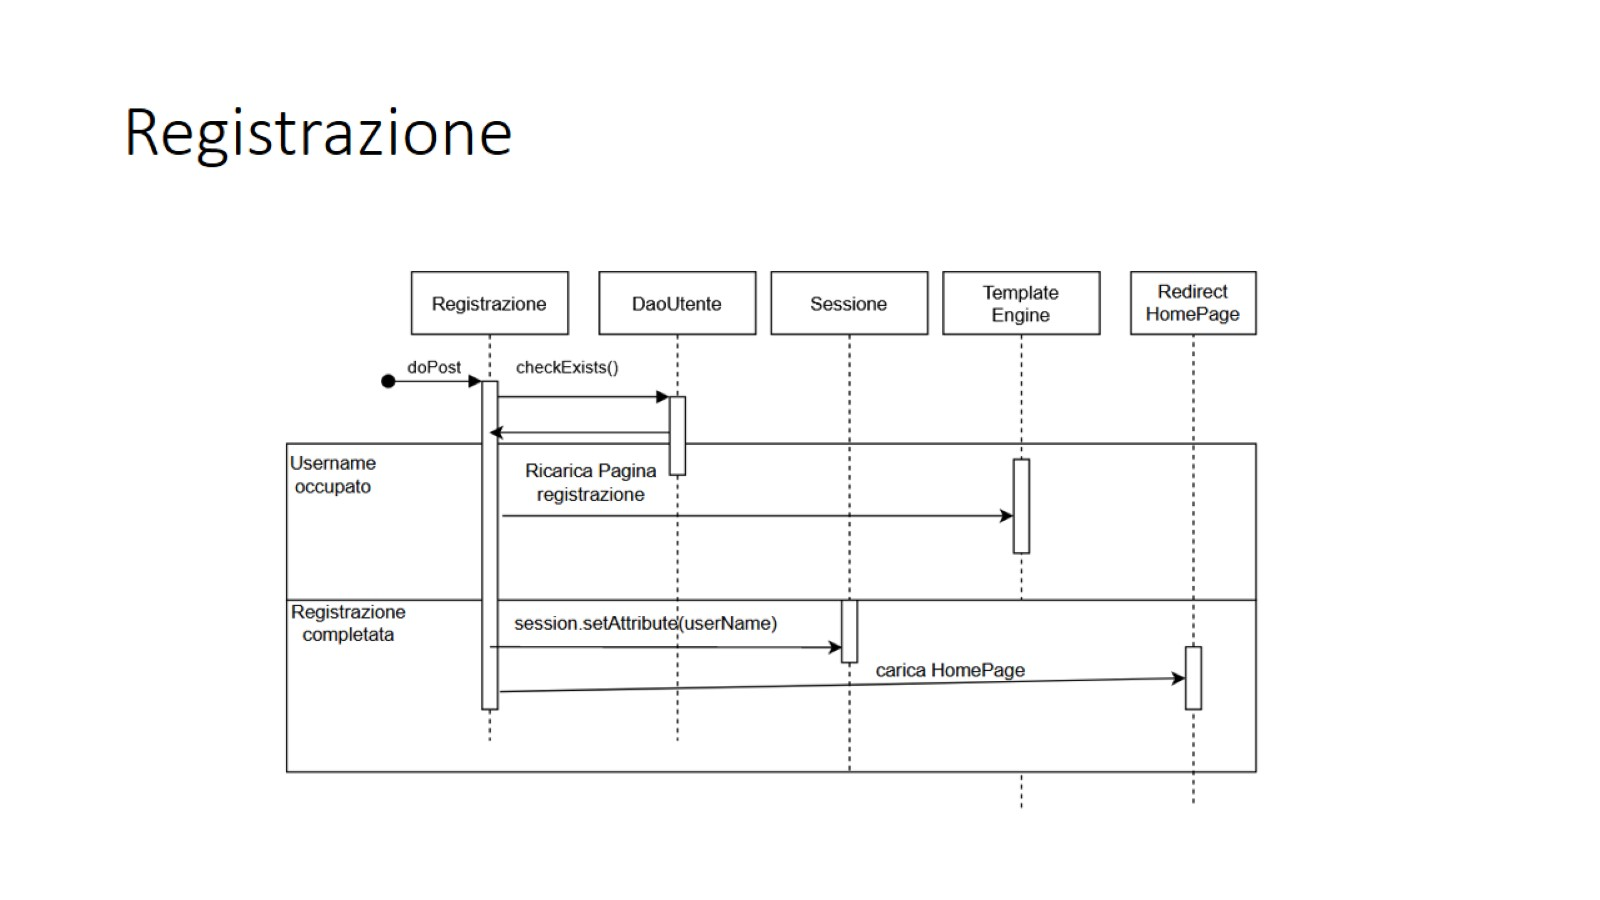 Registrazione
Registrazione
DaoUtente
Sessione
Template
Engine
Redirect
HomePage
doPost
checkExists()
Username
occupato
Ricarica Pagina
registrazione
Registrazione
completata
session.setAttribute(userName)
carica HomePage